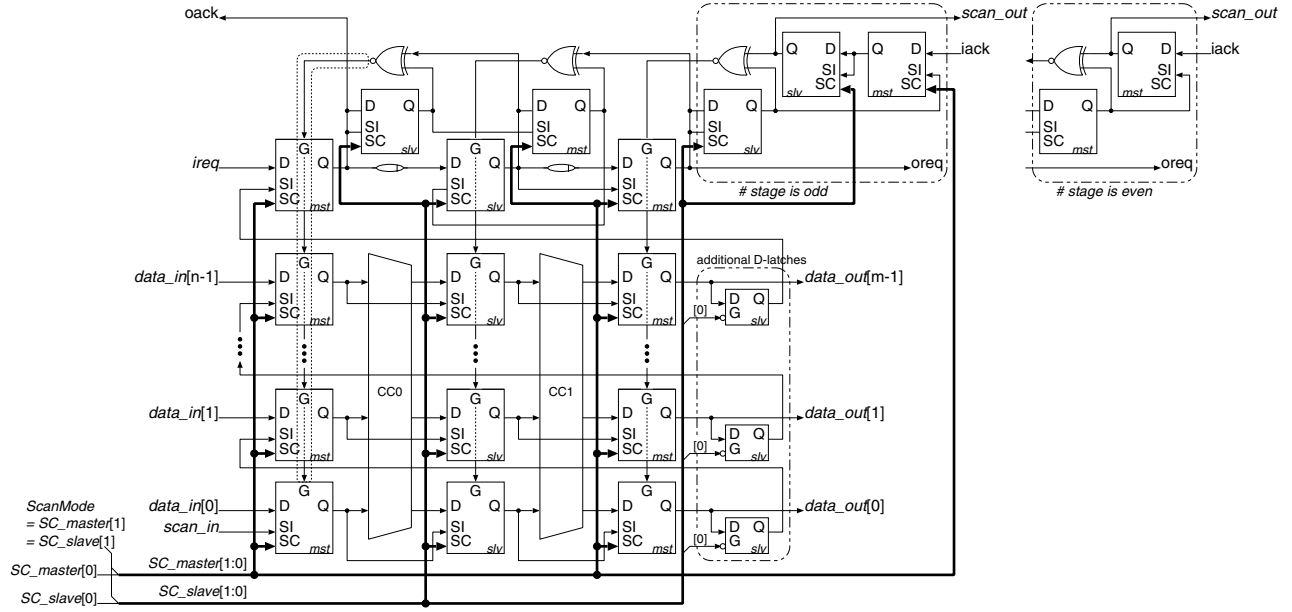 oack
scan_out
scan_out
Q D
iack
Q D
iack
SI
SC
SI
SC
SI
SC
slv
mst
mst
D Q
SI
SC
slv
D Q
SI
SC
mst
D Q
SI
SC
slv
D Q
SI
SC
mst
ireq
G
D Q
SI
SC
mst
G
D Q
SI
SC
slv
G
D Q
SI
SC
mst
oreq
oreq
# stage is odd
# stage is even
additional D-latches
data_in[n-1]
G
D Q
SI
SC
mst
G
D Q
SI
SC
slv
G
D Q
SI
SC
mst
data_out[m-1]
[0]
D Q
G
slv
CC0
CC1
data_in[1]
G
D Q
SI
SC
mst
G
D Q
SI
SC
slv
G
D Q
SI
SC
mst
data_out[1]
[0]
D Q
G
slv
data_in[0]
scan_in
G
D Q
SI
SC
mst
G
D Q
SI
SC
slv
G
D Q
SI
SC
mst
data_out[0]
[0]
D Q
G
slv
ScanMode
= SC_master[1]
= SC_slave[1]
SC_master[0]
SC_master[1:0]
SC_slave[0]
SC_slave[1:0]